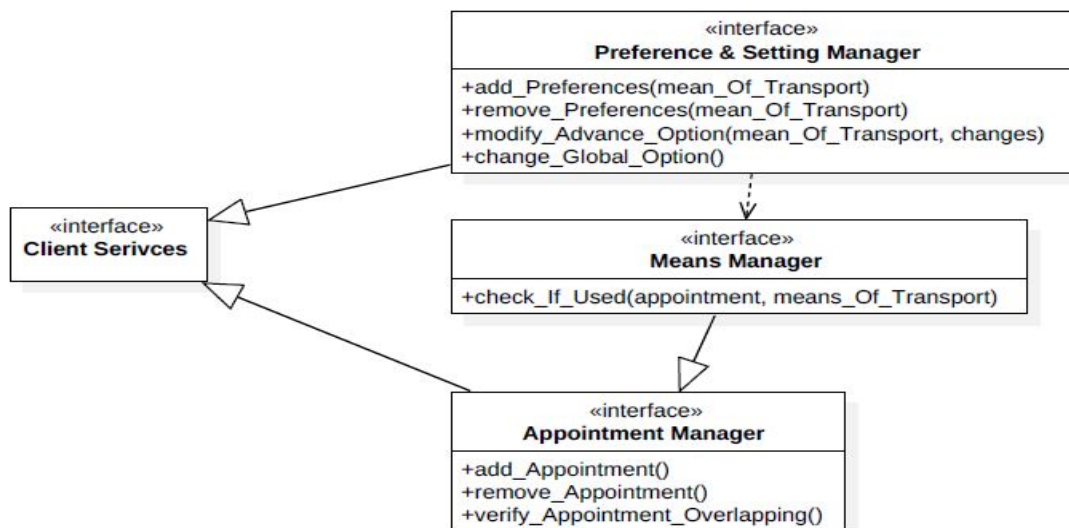 «interface»
Preference & Setting Manager
+add_Preferences(mean_Of_Transport)
+remove_Preferences(mean_Of_Transport)
+modify_Advance_Option(mean_Of_Transport, changes)
+change_Global_Option()
«interface»
Client Serivces
«interface»
Means Manager
+check_If_Used(appointment, means_Of_Transport)
«interface»
Appointment Manager
+add_Appointment()
+remove_Appointment()
+verify_Appointment_Overlapping()